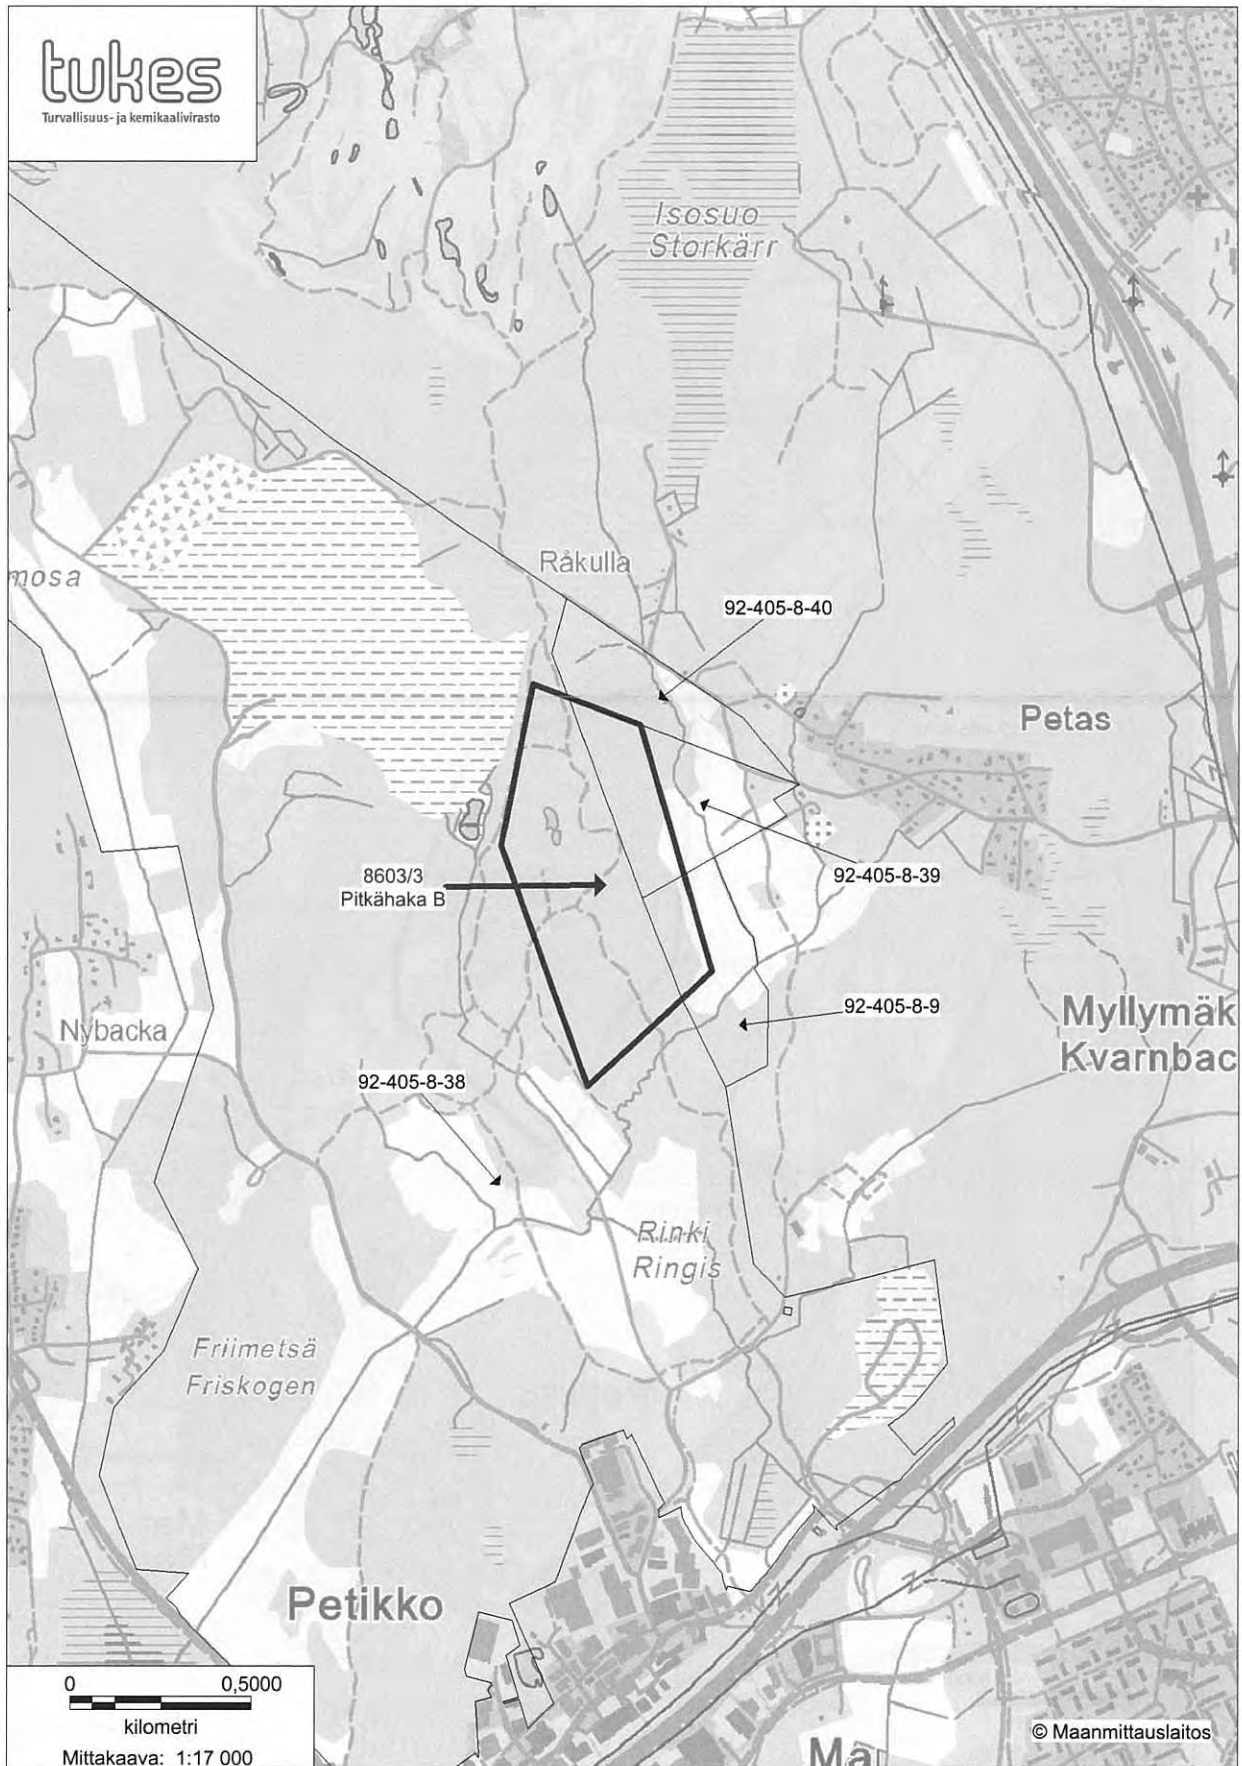 tukes
Turvallisuus- ja kemikaalivirasto
Isosuo
Storkärr
mosa
Råkulla
92-405-8-40
Petas
8603/3
Pitkähaka B
92-405-8-39
92-405-8-9
Nybacka
Myllymäk
Kvarnbac
92-405-8-38
Rinki
Ringis
Friimetsä
Friskogen
Petikko
0 0,5000
kilometri
Mittakaava: 1:17 000
© Maanmittauslaitos
Ma